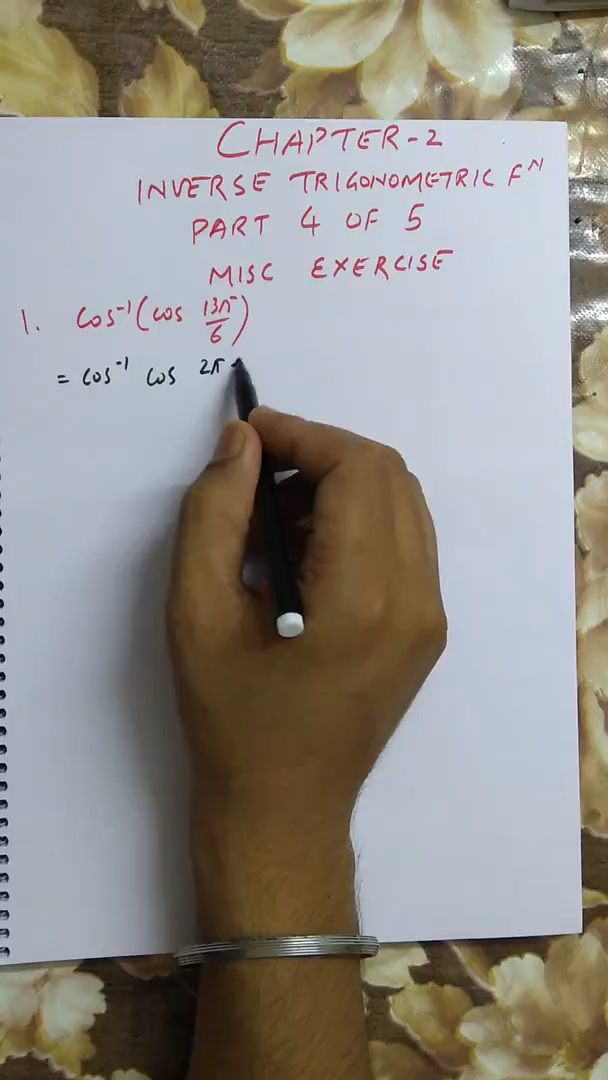 CHAPTER-2
INVERSE TRIGONOMETRIC Fᴺ
PART 4 OF 5
MISC EXERCISE
1. cos⁻¹(cos 13π/6)
= cos⁻¹ cos 2π